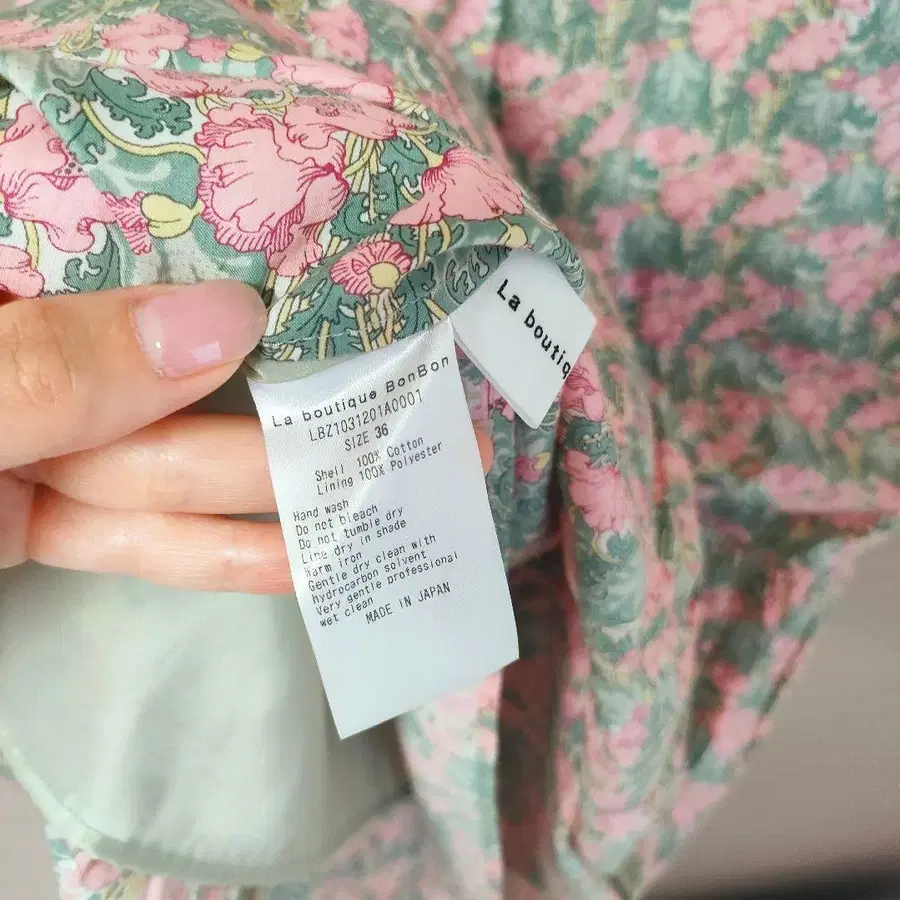 La boutiq
La boutique BonBon
LBZ1031201A0001
SIZE 36
Shell 100% Cotton
Lining 100% Polyester
Hand wash
Do not bleach
Do not tumble dry
Line dry in shade
Warm iron
Gentle dry clean with
hydrocarbon solvent
Very gentle professional
wet clean
MADE IN JAPAN